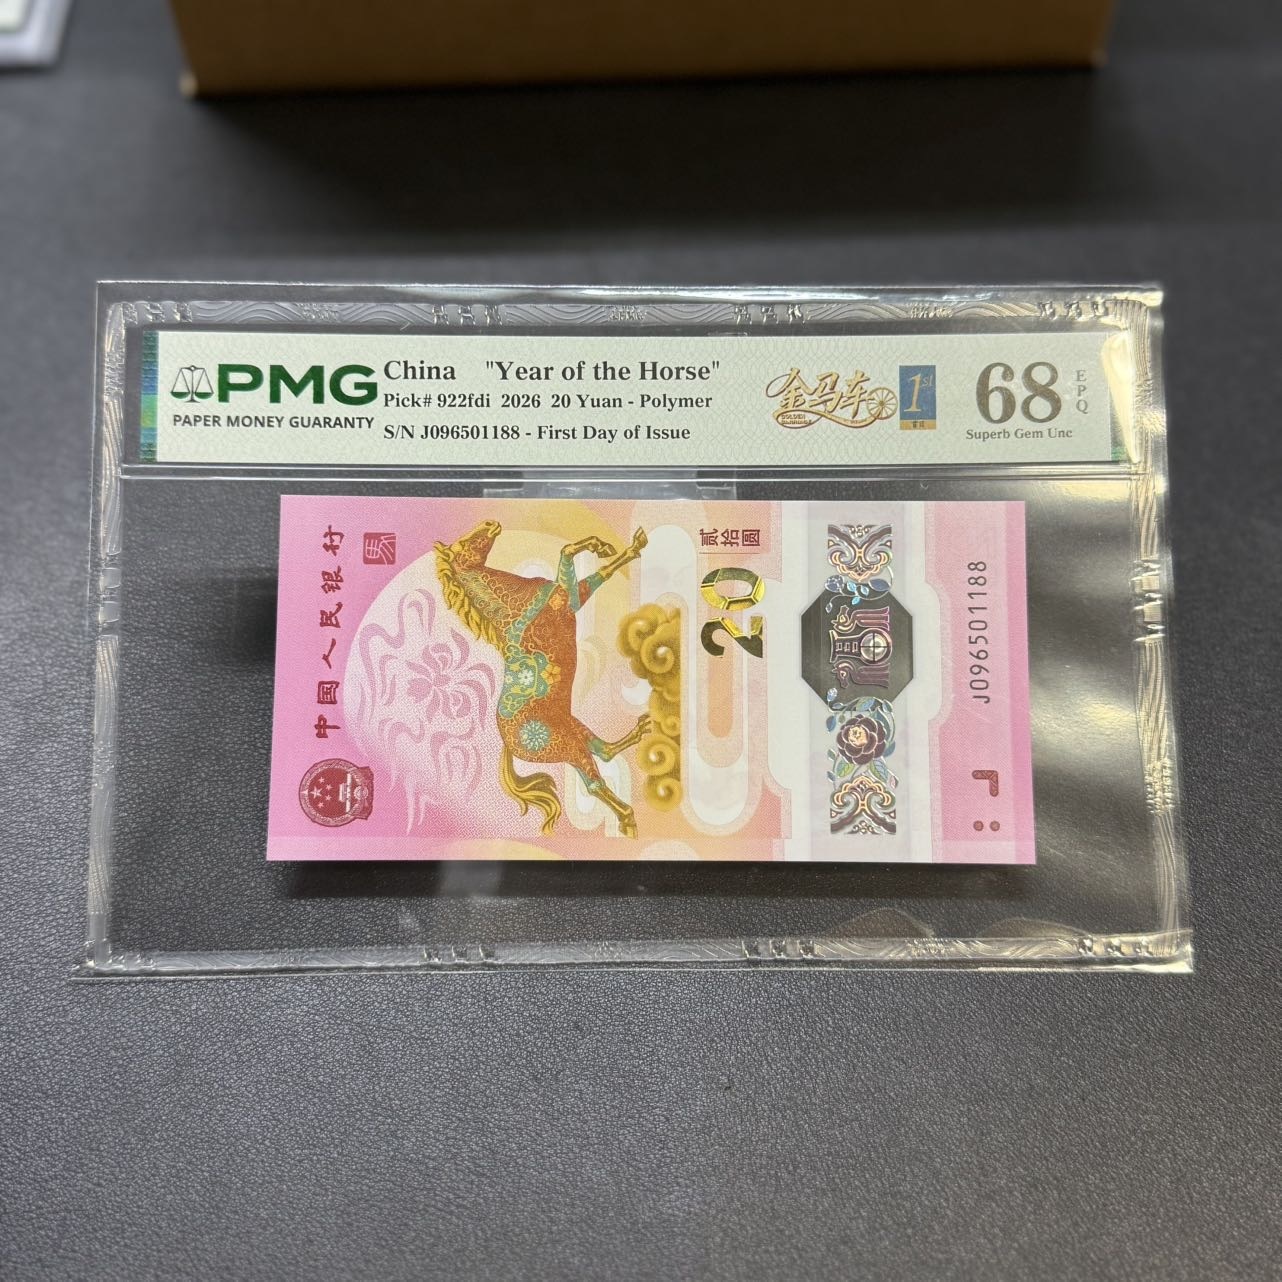 PMG
PAPER MONEY GUARANTY
China "Year of the Horse"
Pick# 922fdi 2026 20 Yuan - Polymer
S/N J096501188 - First Day of Issue
金马车
1st
68
EPQ
Superb Gem Unc
中国人民银行
贰拾圆
20
J096501188